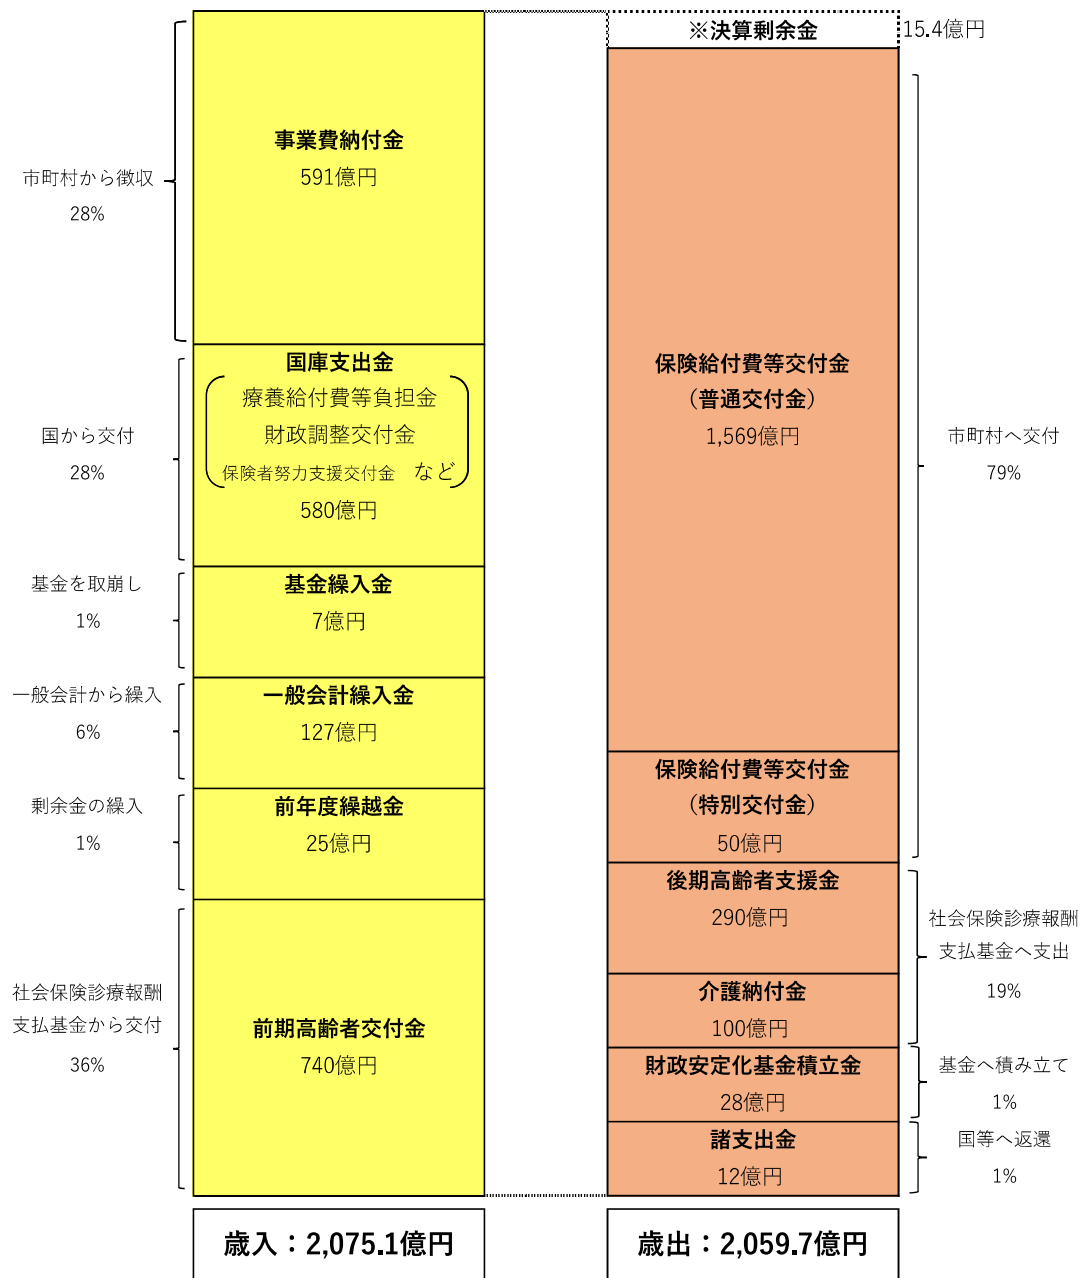 市町村から徴収
28%
国から交付
28%
基金を取崩し
1%
一般会計から繰入
6%
剰余金の繰入
1%
社会保険診療報酬
支払基金から交付
36%
事業費納付金
591億円
国庫支出金
療養給付費等負担金
財政調整交付金
保険者努力支援交付金 など
580億円
基金繰入金
7億円
一般会計繰入金
127億円
前年度繰越金
25億円
前期高齢者交付金
740億円
歳入：2,075.1億円
※決算剰余金
15.4億円
保険給付費等交付金
（普通交付金）
1,569億円
保険給付費等交付金
（特別交付金）
50億円
後期高齢者支援金
290億円
介護納付金
100億円
財政安定化基金積立金
28億円
諸支出金
12億円
歳出：2,059.7億円
市町村へ交付
79%
社会保険診療報酬
支払基金へ支出
19%
基金へ積み立て
1%
国等へ返還
1%